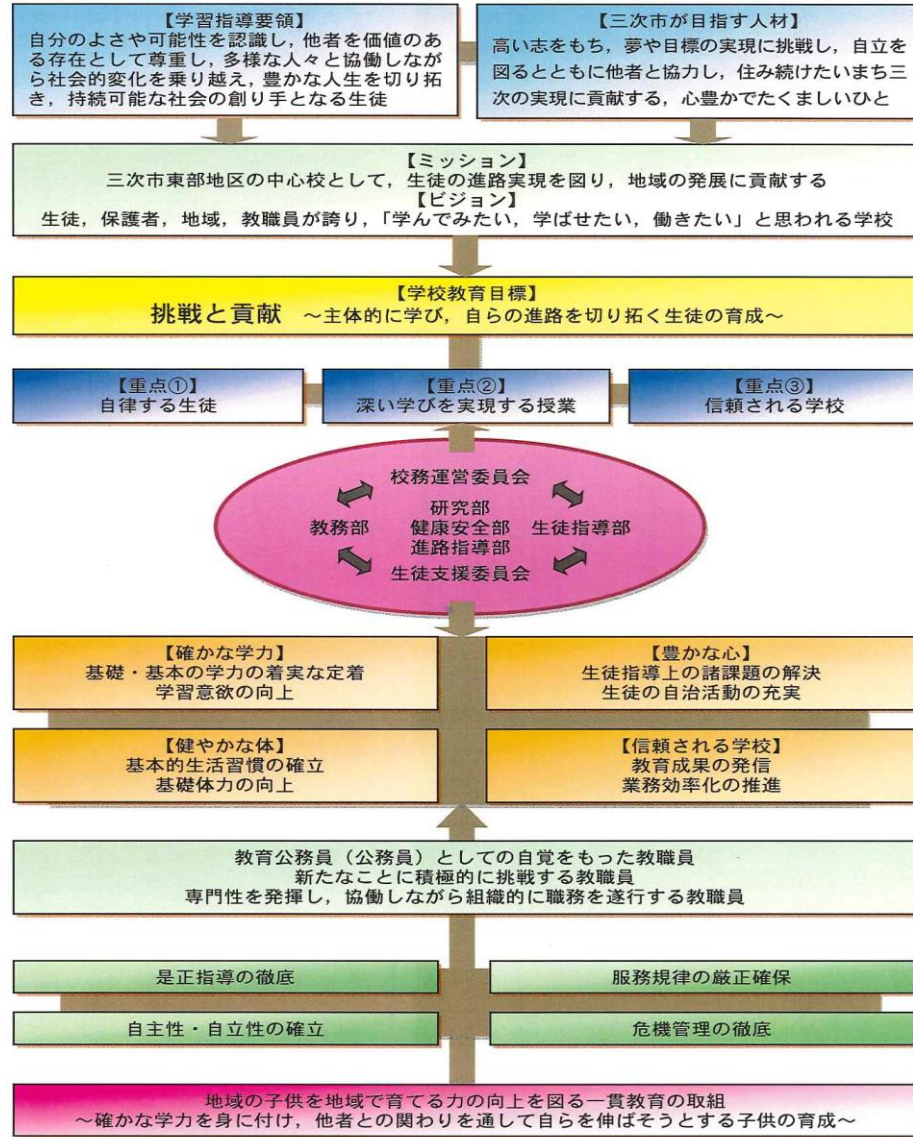 【学習指導要領】
自分のよさや可能性を認識し，他者を価値のあ
る存在として尊重し，多様な人々と協働しなが
ら社会的変化を乗り越え，豊かな人生を切り拓
き，持続可能な社会の創り手となる生徒
【三次市が目指す人材】
高い志をもち，夢や目標の実現に挑戦し，自立を
図るとともに他者と協力し，住み続けたいまち三
次の実現に貢献する，心豊かでたくましいひと
【ミッション】
三次市東部地区の中心校として，生徒の進路実現を図り，地域の発展に貢献する
【ビジョン】
生徒，保護者，地域，教職員が誇り，「学んでみたい，学ばせたい，働きたい」と思われる学校
【学校教育目標】
挑戦と貢献　～主体的に学び，自らの進路を切り拓く生徒の育成～
【重点①】
自律する生徒
【重点②】
深い学びを実現する授業
【重点③】
信頼される学校
校務運営委員会
教務部
研究部
健康安全部
進路指導部
生徒指導部
生徒支援委員会
【確かな学力】
基礎・基本の学力の着実な定着
学習意欲の向上
【豊かな心】
生徒指導上の諸課題の解決
生徒の自治活動の充実
【健やかな体】
基本的生活習慣の確立
基礎体力の向上
【信頼される学校】
教育成果の発信
業務効率化の推進
教育公務員（公務員）としての自覚をもった教職員
新たなことに積極的に挑戦する教職員
専門性を発揮し，協働しながら組織的に職務を遂行する教職員
是正指導の徹底
服務規律の厳正確保
自主性・自立性の確立
危機管理の徹底
地域の子供を地域で育てる力の向上を図る一貫教育の取組
～確かな学力を身に付け，他者との関わりを通して自らを伸ばそうとする子供の育成～